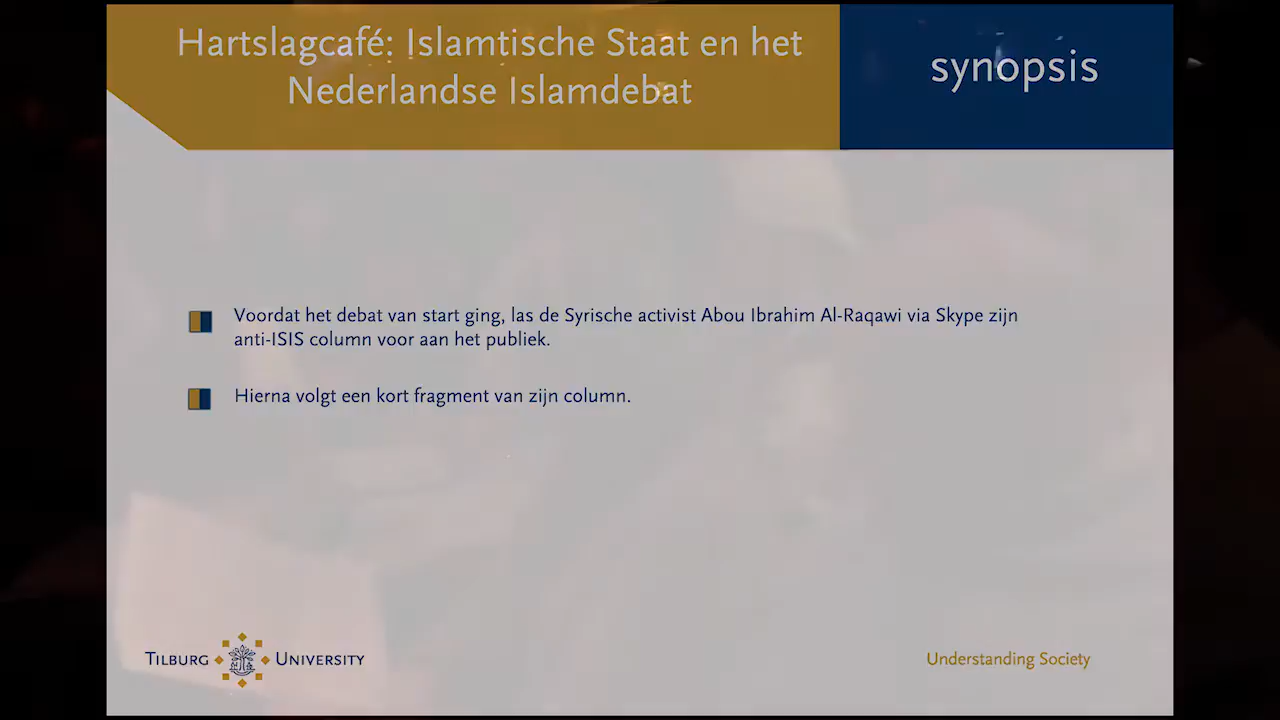 Hartslagcafé: Islamtische Staat en het
Nederlandse Islamdebat
synopsis
Voordat het debat van start ging, las de Syrische activist Abou Ibrahim Al-Raqawi via Skype zijn
anti-ISIS column voor aan het publiek.
Hierna volgt een kort fragment van zijn column.
TILBURG UNIVERSITY
Understanding Society